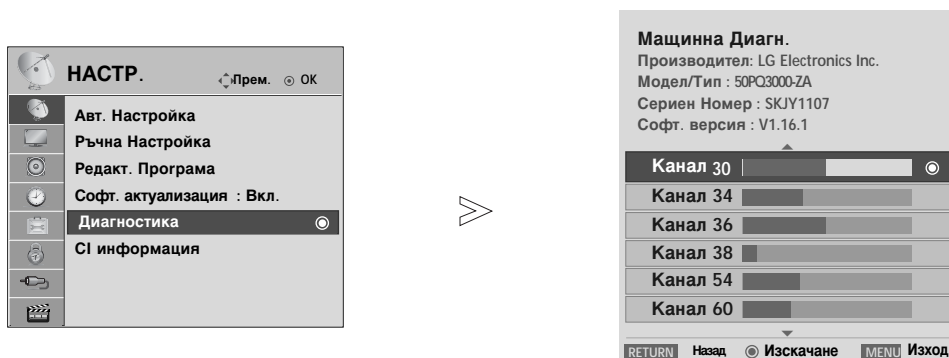 НАСТР.
Прем. ⊙ ОК
Авт. Настройка
Ръчна Настройка
Редакт. Програма
Софт. актуализация : Вкл.
Диагностика
CI информация
Мащинна Диагн.
Производител: LG Electronics Inc.
Модел/Тип : 50PQ3000-ZA
Сериен Номер : SKJY1107
Софт. версия : V1.16.1
Канал 30
Канал 34
Канал 36
Канал 38
Канал 54
Канал 60
RETURN Назад ◉ Изскачане MENU Изход